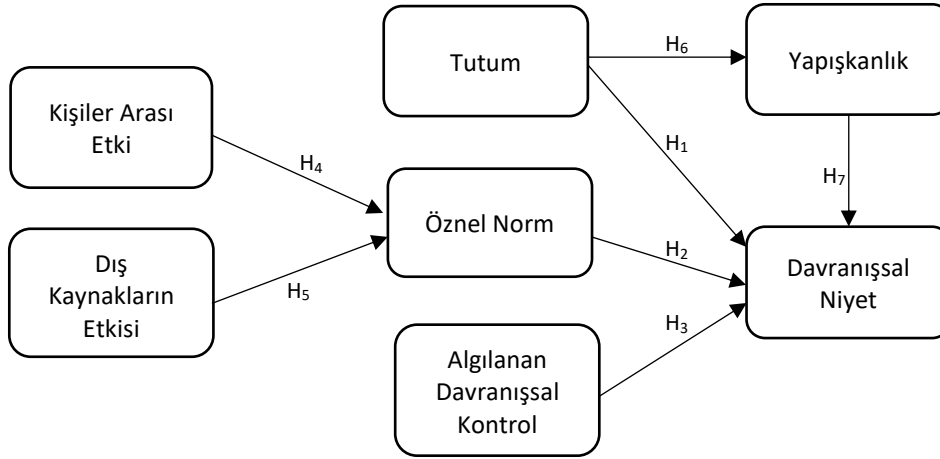 Tutum
H₆
Yapışkanlık
Kişiler Arası
Etki
H₁
H₄
H₇
Öznel Norm
Dış
Kaynakların
Etkisi
H₂
Davranışsal
Niyet
H₅
H₃
Algılanan
Davranışsal
Kontrol